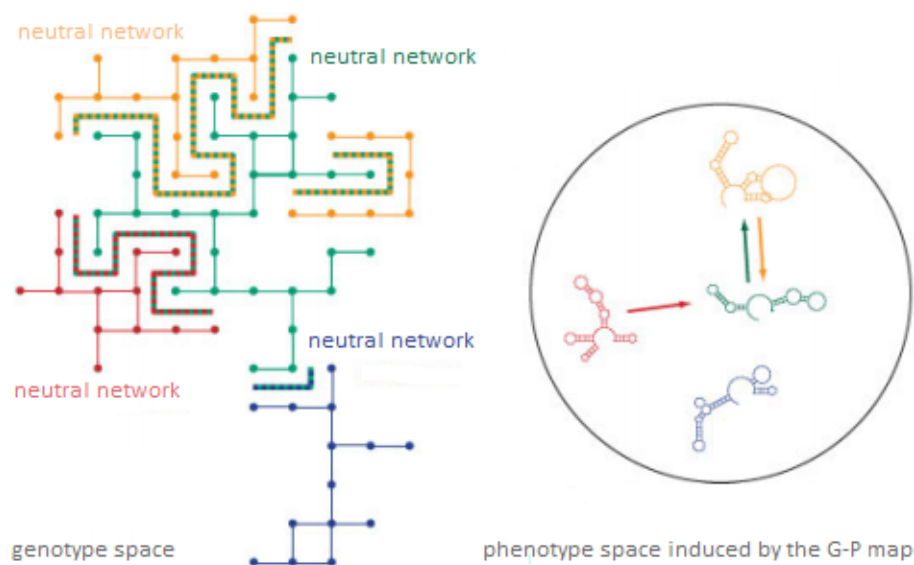 neutral network
neutral network
neutral network
neutral network
genotype space
phenotype space induced by the G-P map